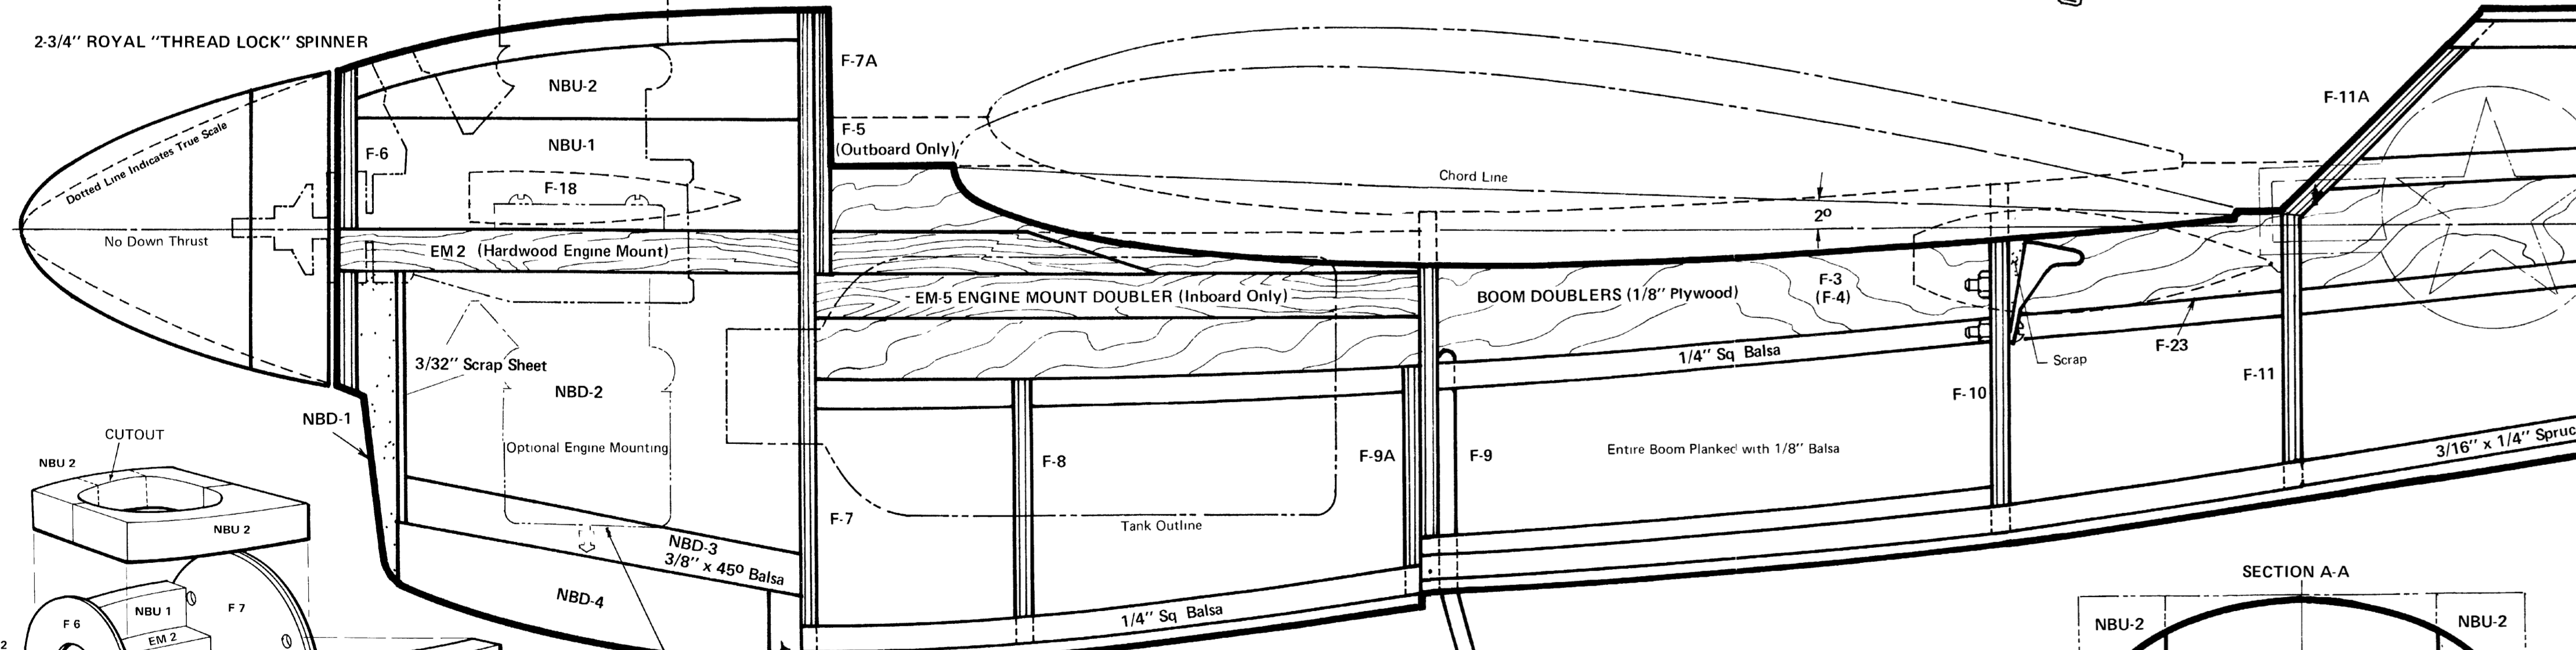 2-3/4" ROYAL "THREAD LOCK" SPINNER
Dotted Line Indicates True Scale
No Down Thrust
F-6
NBU-2
NBU-1
F-18
EM 2 (Hardwood Engine Mount)
3/32" Scrap Sheet
NBD-2
NBD-1
Optional Engine Mounting
NBD-3
3/8" x 45º Balsa
NBD-4
F-7A
F-5
(Outboard Only)
EM-5 ENGINE MOUNT DOUBLER (Inboard Only)
F-7
F-8
Tank Outline
1/4" Sq Balsa
F-9A
F-9
Chord Line
2º
BOOM DOUBLERS (1/8" Plywood)
F-3
(F-4)
1/4" Sq Balsa
Entire Boom Planked with 1/8" Balsa
F-10
Scrap
F-23
F-11
F-11A
3/16" x 1/4" Spruc
CUTOUT
NBU 2
NBU 2
NBU 1
F 7
F 6
EM 2
2
SECTION A-A
NBU-2
NBU-2